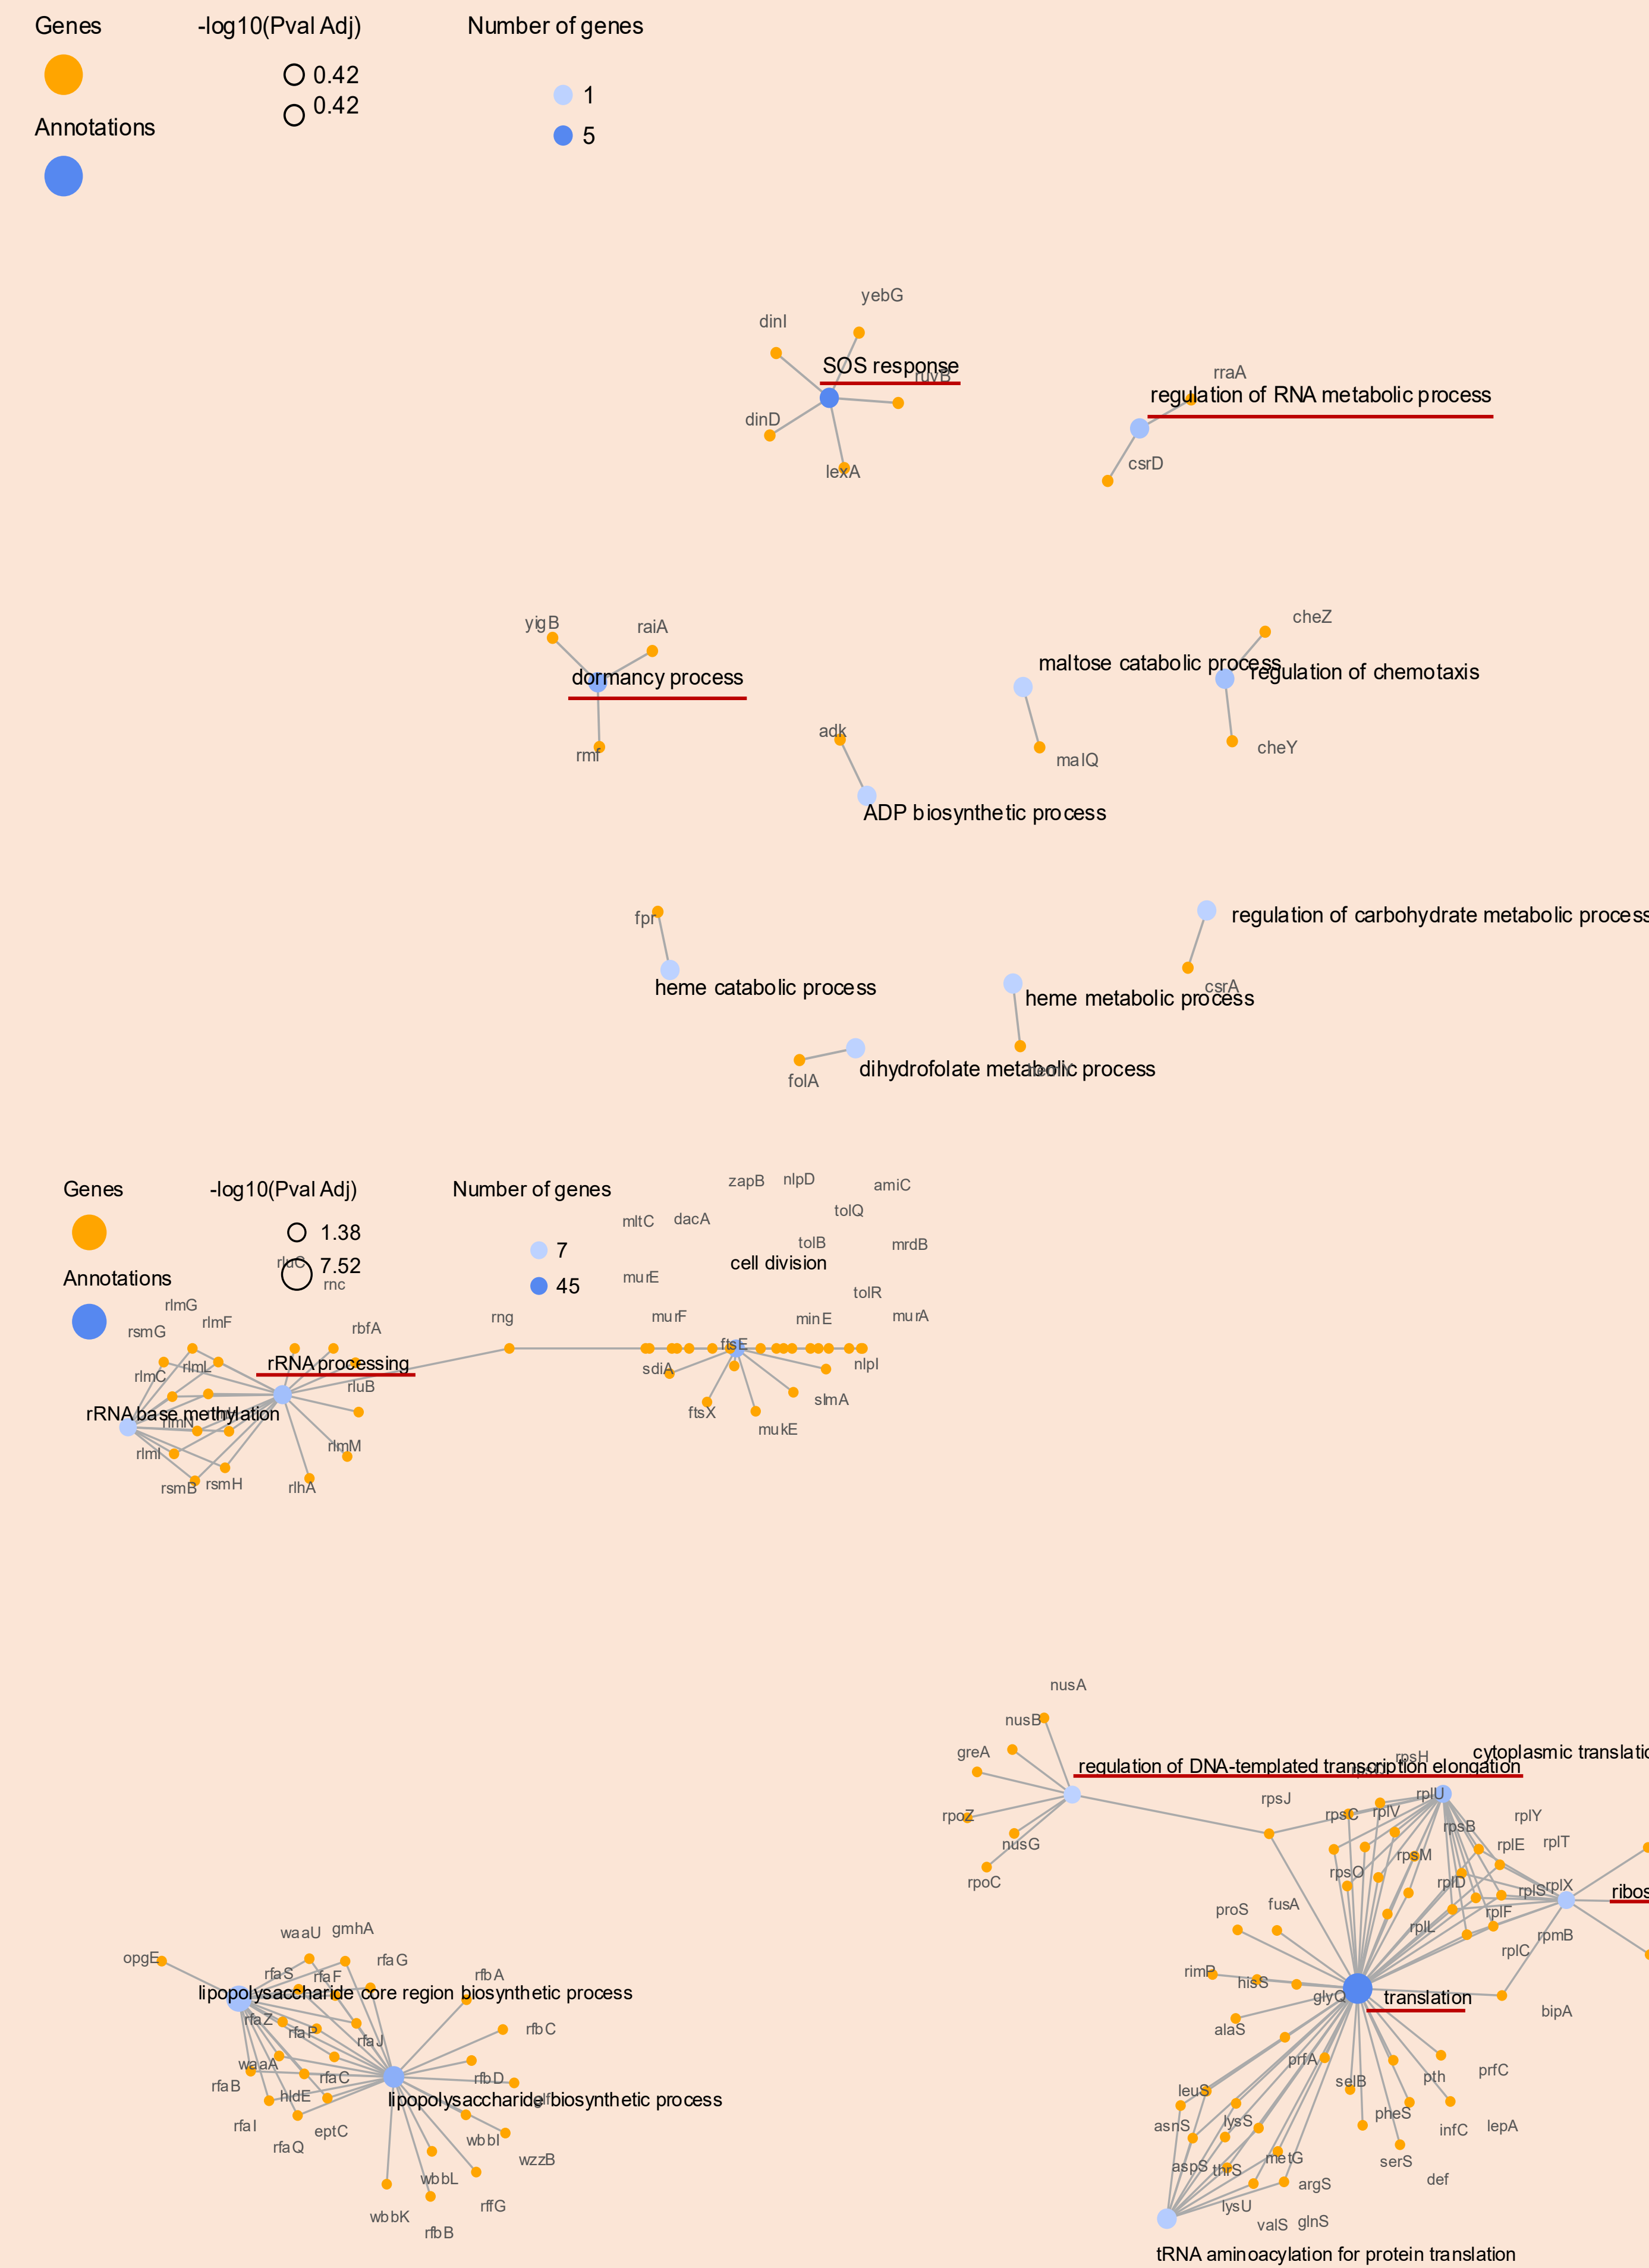 Genes
-log10(Pval Adj)
Number of genes
0.42
0.42
1
5
Annotations
yebG
dinI
SOS response
ruvB
dinD
lexA
rraA
regulation of RNA metabolic process
csrD
yigB
raiA
dormancy process
rmf
cheZ
maltose catabolic process
regulation of chemotaxis
adk
malQ
cheY
ADP biosynthetic process
fpr
heme catabolic process
regulation of carbohydrate metabolic process
csrA
heme metabolic process
folA
dihydrofolate metabolic process
Genes
-log10(Pval Adj)
Number of genes
1.38
7.52
7
45
Annotations
zapB
nlpD
amiC
mltC
dacA
tolQ
tolB
mrdB
cell division
murE
tolR
murF
minE
murA
rluC
rnc
rlmG
rsmG
rlmF
rbfA
rng
ftsE
rRNA processing
rlmC
rlmL
rluB
sdiA
nlpI
slmA
ftsX
mukE
rRNA base methylation
rlmN
rlmI
rlmM
rsmB
rsmH
rlhA
nusA
nusB
greA
regulation of DNA-templated transcription elongation
rpsH
cytoplasmic translatio
rpoZ
nusG
rpoC
rpsJ
rpsC
rplV
rplU
rpsB
rplY
rplE
rplT
rpsM
rpsO
rplD
rplS
rplX
ribos
proS
fusA
rplL
rplF
rplC
rpmB
rimP
hisS
glyQ
translation
bipA
alaS
prfA
selB
pth
prfC
leuS
asnS
lysS
pheS
infC
lepA
aspS
thrS
metG
argS
serS
def
lysU
valS
glnS
tRNA aminoacylation for protein translation
opgE
waaU
gmhA
rfaG
rfaS
rfaF
rfbA
lipopolysaccharide core region biosynthetic process
rfaZ
rfaP
rfaJ
rfbC
waaA
rfaB
hldE
rfaC
rfbD
glf
lipopolysaccharide biosynthetic process
rfaI
rfaQ
eptC
wbbI
wzzB
wbbL
rffG
wbbK
rfbB